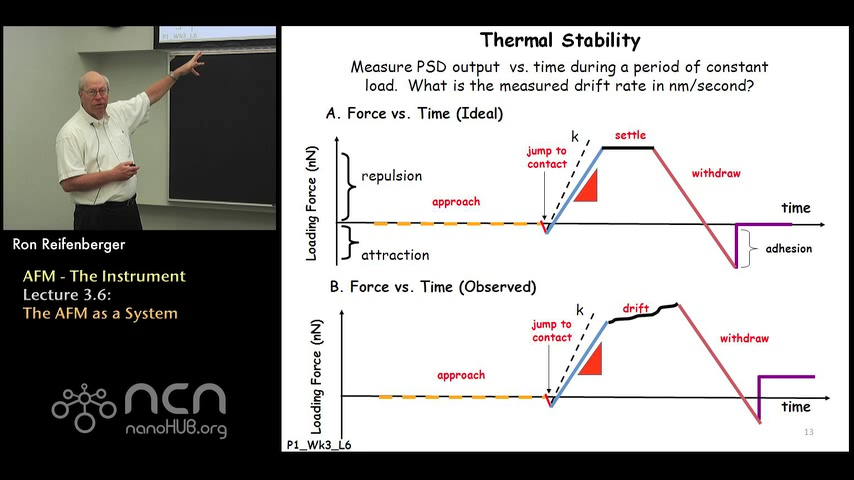 Thermal Stability
Measure PSD output vs. time during a period of constant
load. What is the measured drift rate in nm/second?
A. Force vs. Time (Ideal)
Loading Force (nN)
repulsion
attraction
approach
jump to
contact
k
settle
withdraw
time
adhesion
B. Force vs. Time (Observed)
Loading Force (nN)
approach
jump to
contact
k
drift
withdraw
time
13
P1_Wk3_L6
Ron Reifenberger
AFM - The Instrument
Lecture 3.6:
The AFM as a System
ncn
nanoHUB.org